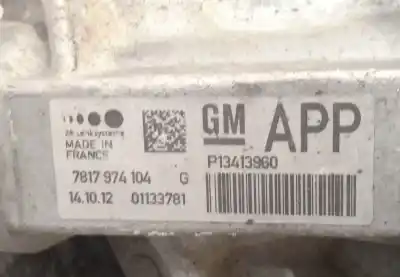 ZF Lenksysteme
MADE IN
FRANCE
GM APP
P13413960
7817 974 104 G
14.10.12 01133781